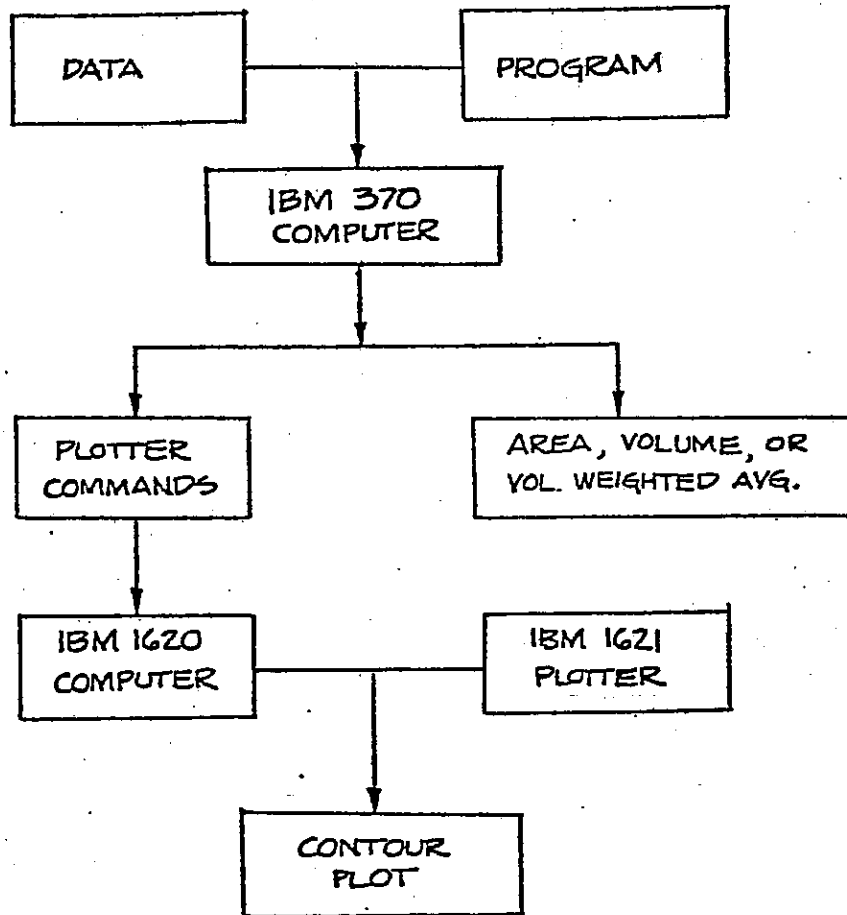 DATA
PROGRAM
IBM 370
COMPUTER
PLOTTER
COMMANDS
AREA, VOLUME, OR
VOL. WEIGHTED AVG.
IBM 1620
COMPUTER
IBM 1621
PLOTTER
CONTOUR
PLOT